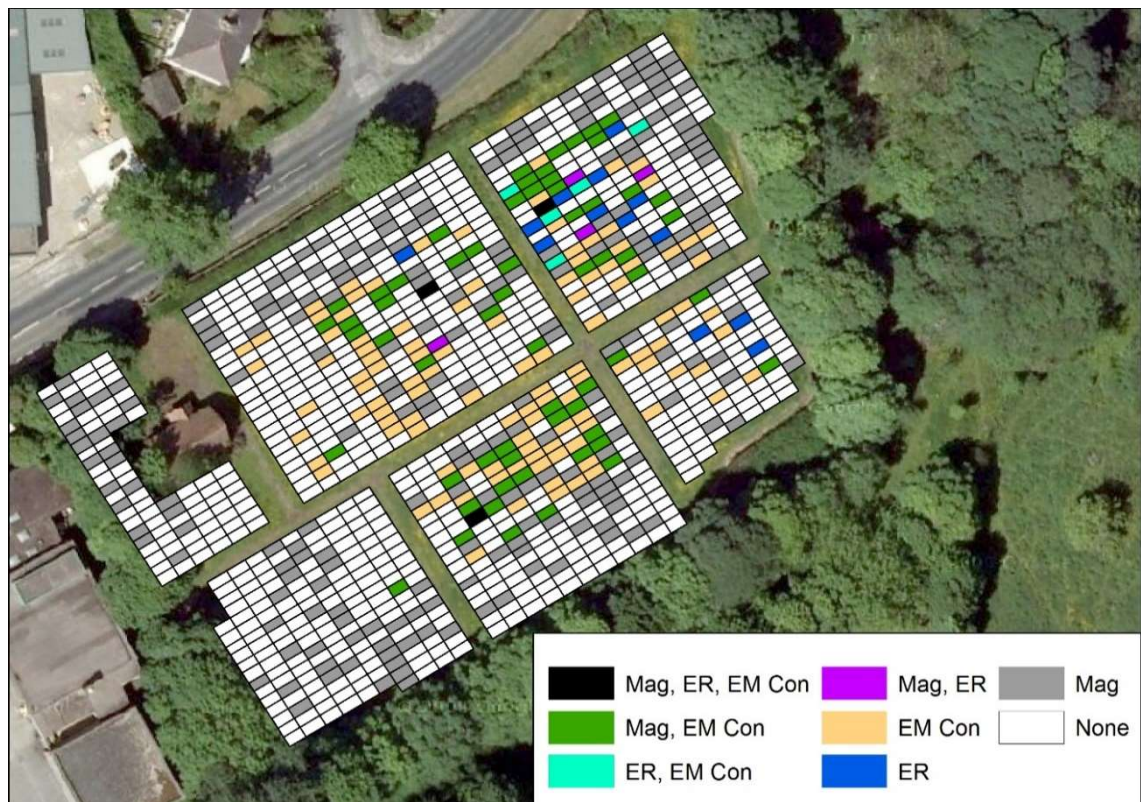 Mag, ER, EM Con
Mag, ER
Mag
Mag, EM Con
EM Con
None
ER, EM Con
ER